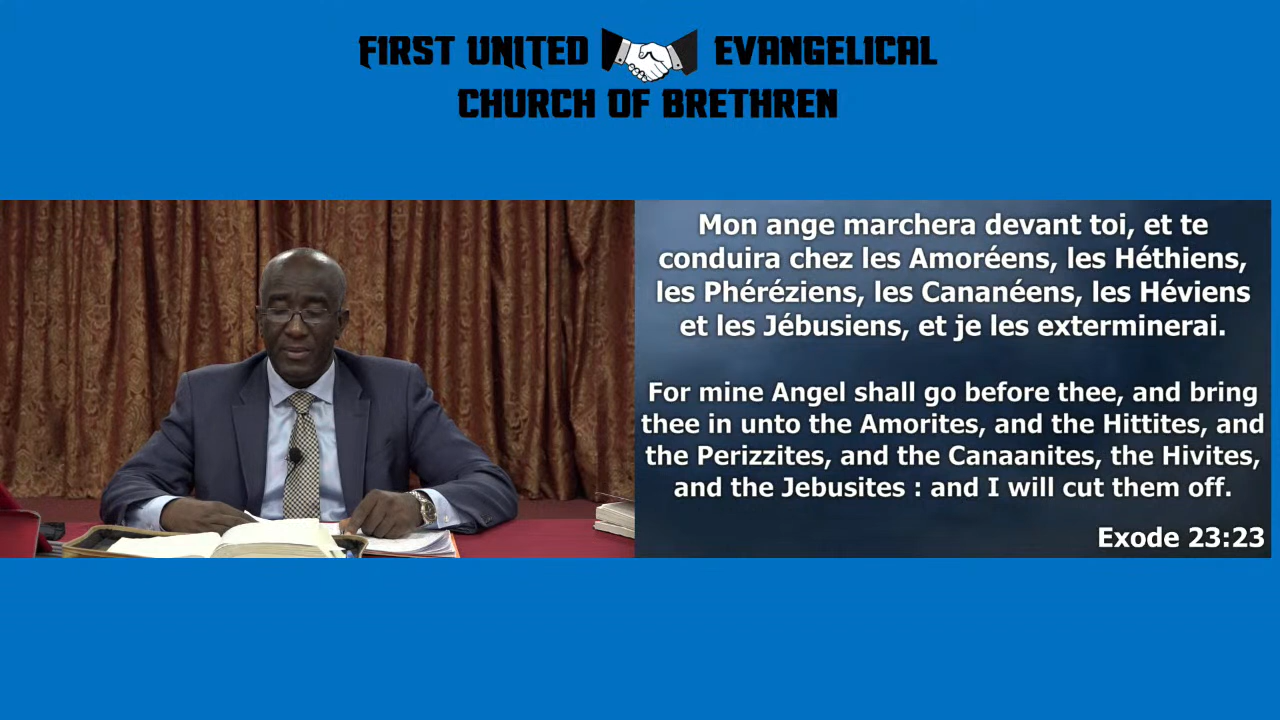 FIRST UNITED EVANGELICAL
CHURCH OF BRETHREN
Mon ange marchera devant toi, et te
conduira chez les Amoréens, les Héthiens,
les Phéréziens, les Cananéens, les Héviens
et les Jébusiens, et je les exterminerai.
For mine Angel shall go before thee, and bring
thee in unto the Amorites, and the Hittites, and
the Perizzites, and the Canaanites, the Hivites,
and the Jebusites : and I will cut them off.
Exode 23:23